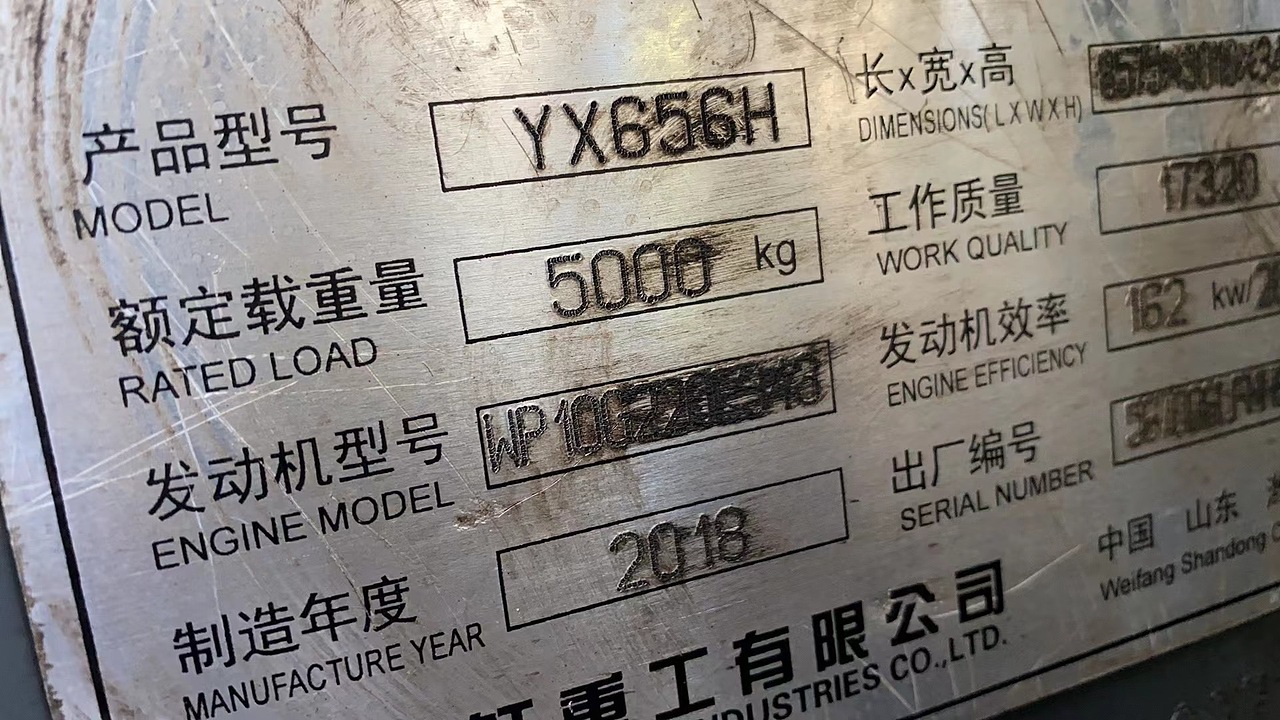 产品型号 YX656H
MODEL
额定载重量 5000 kg
RATED LOAD
发动机型号
ENGINE MODEL
制造年度 2018
MANUFACTURE YEAR
长x宽x高
DIMENSIONS(LXWXH)
工作质量 17320
WORK QUALITY
发动机效率 162 kw/
ENGINE EFFICIENCY
出厂编号
SERIAL NUMBER
重工有限公司
INDUSTRIES CO.,LTD.
中国 山东
Weifang Shandong